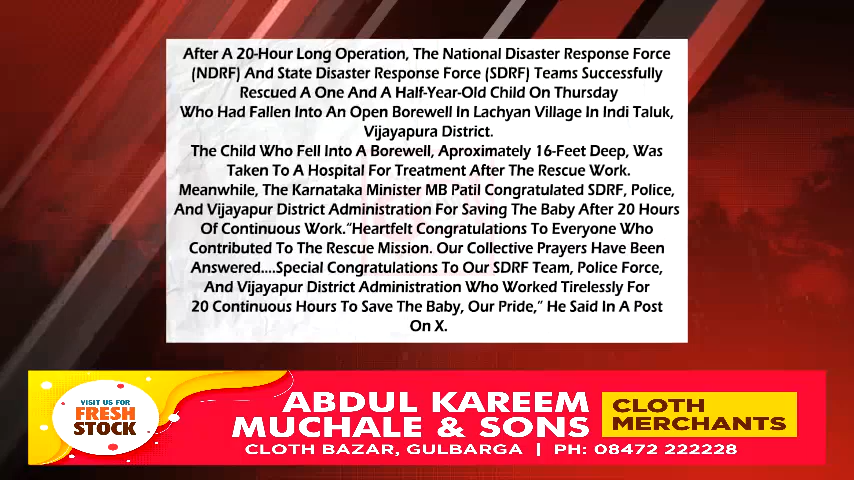 After A 20-Hour Long Operation, The National Disaster Response Force
(NDRF) And State Disaster Response Force (SDRF) Teams Successfully
Rescued A One And A Half-Year-Old Child On Thursday
Who Had Fallen Into An Open Borewell In Lachyan Village In Indi Taluk,
Vijayapura District.
The Child Who Fell Into A Borewell, Aproximately 16-Feet Deep, Was
Taken To A Hospital For Treatment After The Rescue Work.
Meanwhile, The Karnataka Minister MB Patil Congratulated SDRF, Police,
And Vijayapur District Administration For Saving The Baby After 20 Hours
Of Continuous Work.“Heartfelt Congratulations To Everyone Who
Contributed To The Rescue Mission. Our Collective Prayers Have Been
Answered....Special Congratulations To Our SDRF Team, Police Force,
And Vijayapur District Administration Who Worked Tirelessly For
20 Continuous Hours To Save The Baby, Our Pride,” He Said In A Post
On X.
VISIT US FOR
FRESH
STOCK
ABDUL KAREEM
MUCHALE & SONS
CLOTH
MERCHANTS
CLOTH BAZAR, GULBARGA | PH: 08472 222228